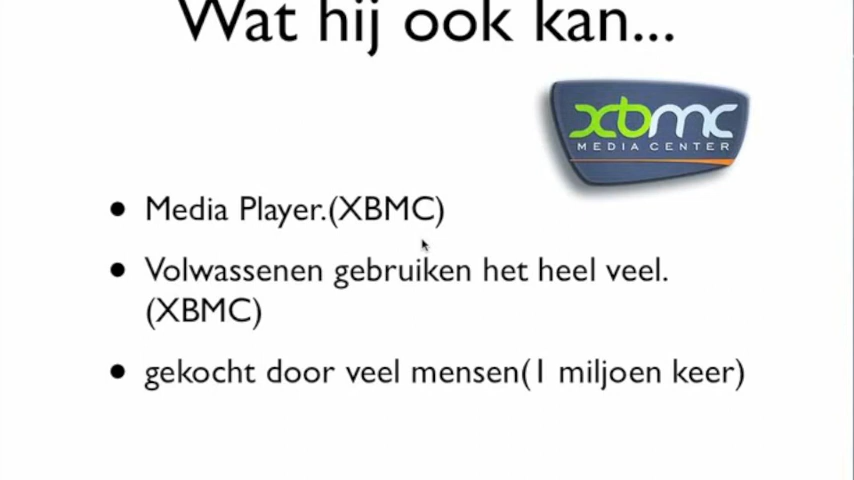 Wat hij ook kan...
xbmc
MEDIA CENTER
• Media Player.(XBMC)
• Volwassenen gebruiken het heel veel.
(XBMC)
• gekocht door veel mensen(1 miljoen keer)